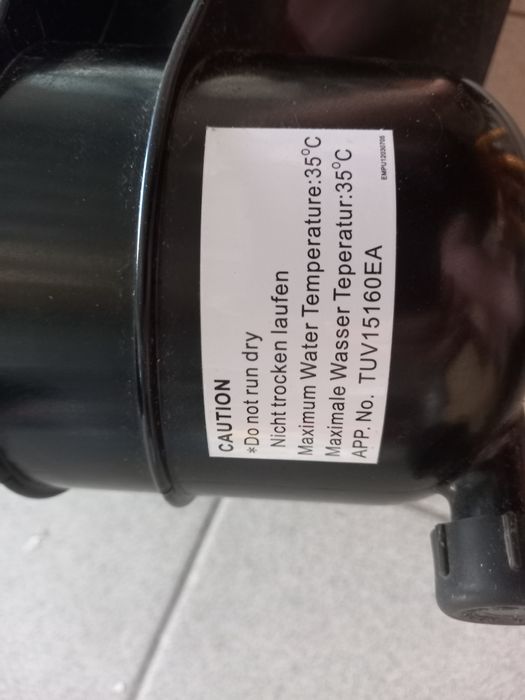 CAUTION
*Do not run dry
Nicht trocken laufen
Maximum Water Temperature:35°C
Maximale Wasser Teperatur:35°C
APP. No. TUV15160EA
EMPU12030705